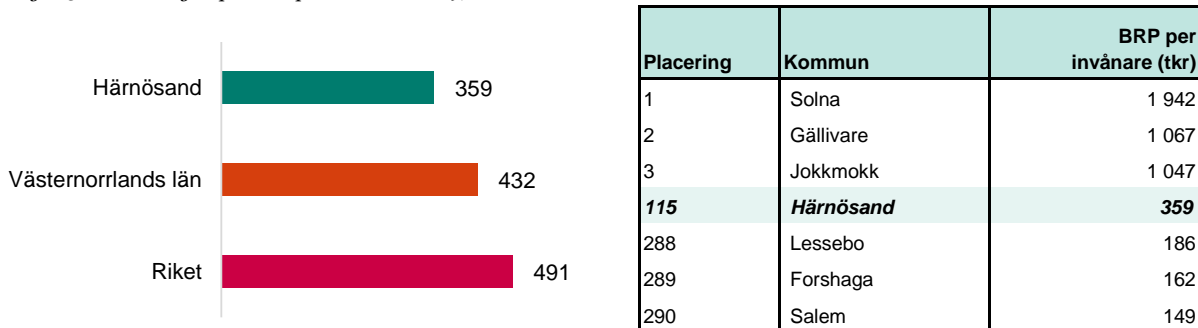 Härnösand 359
Västernorrlands län 432
Riket 491
Placering Kommun BRP per invånare (tkr)
1 Solna 1 942
2 Gällivare 1 067
3 Jokkmokk 1 047
115 Härnösand 359
288 Lessebo 186
289 Forshaga 162
290 Salem 149